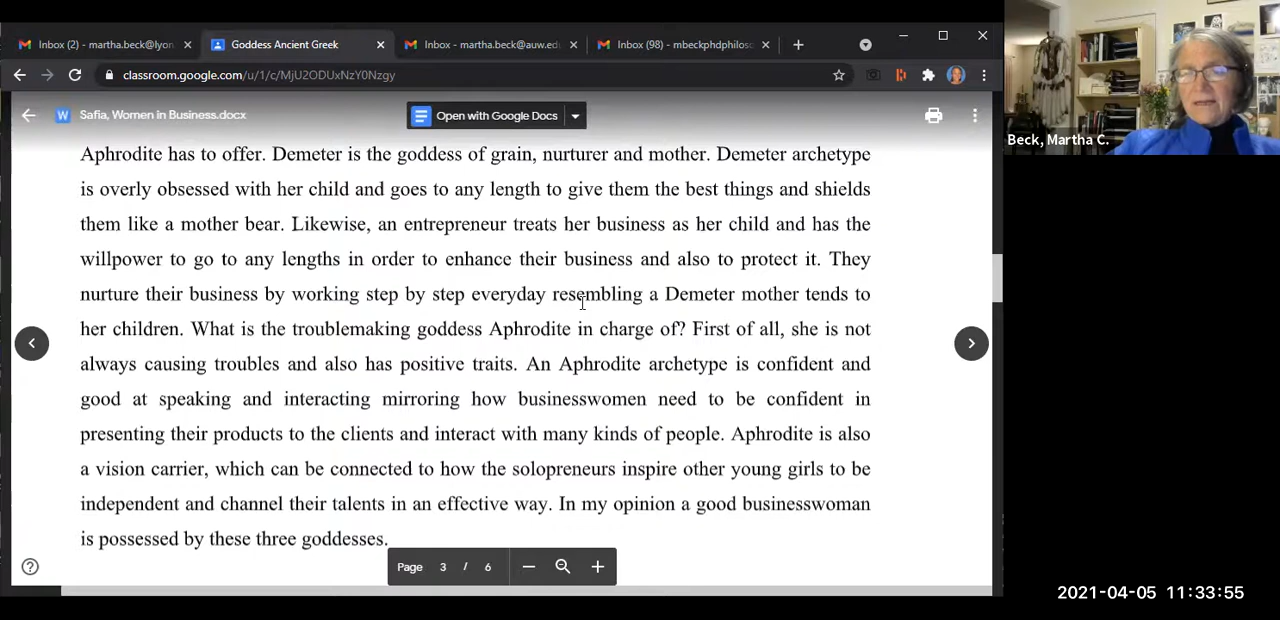 Inbox (2) - martha.beck@lyon
Goddess Ancient Greek
Inbox - martha.beck@auw.ed
Inbox (98) - mbeckphdphilos
classroom.google.com/u/1/c/MjU2ODUxNzY0Nzgy
Safia, Women in Business.docx
Open with Google Docs
Beck, Martha C.
Aphrodite has to offer. Demeter is the goddess of grain, nurturer and mother. Demeter archetype
is overly obsessed with her child and goes to any length to give them the best things and shields
them like a mother bear. Likewise, an entrepreneur treats her business as her child and has the
willpower to go to any lengths in order to enhance their business and also to protect it. They
nurture their business by working step by step everyday resembling a Demeter mother tends to
her children. What is the troublemaking goddess Aphrodite in charge of? First of all, she is not
always causing troubles and also has positive traits. An Aphrodite archetype is confident and
good at speaking and interacting mirroring how businesswomen need to be confident in
presenting their products to the clients and interact with many kinds of people. Aphrodite is also
a vision carrier, which can be connected to how the solopreneurs inspire other young girls to be
independent and channel their talents in an effective way. In my opinion a good businesswoman
is possessed by these three goddesses.
Page 3 / 6
2021-04-05 11:33:55